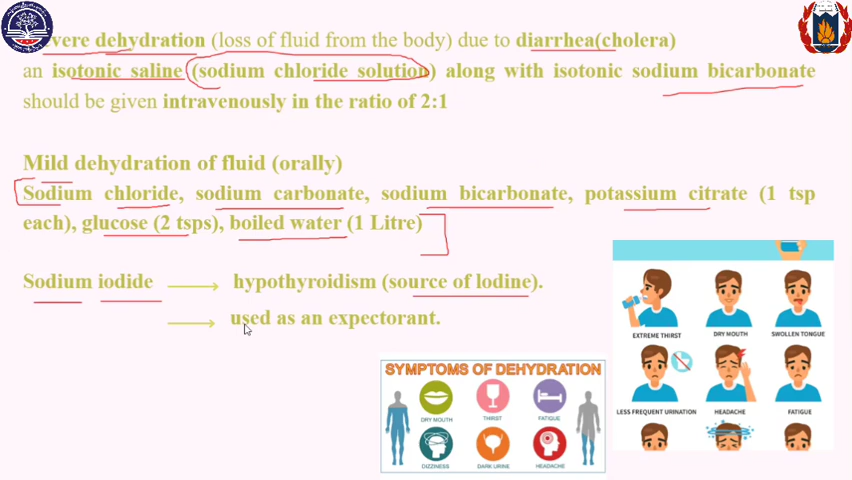 Severe dehydration (loss of fluid from the body) due to diarrhea(cholera)
an isotonic saline (sodium chloride solution) along with isotonic sodium bicarbonate
should be given intravenously in the ratio of 2:1
Mild dehydration of fluid (orally)
Sodium chloride, sodium carbonate, sodium bicarbonate, potassium citrate (1 tsp
each), glucose (2 tsps), boiled water (1 Litre)
Sodium iodide → hypothyroidism (source of lodine).
→ used as an expectorant.
EXTREME THIRST DRY MOUTH SWOLLEN TONGUE
LESS FREQUENT URINATION HEADACHE FATIGUE
SYMPTOMS OF DEHYDRATION
DRY MOUTH THIRST FATIGUE
DIZZINESS DARK URINE HEADACHE